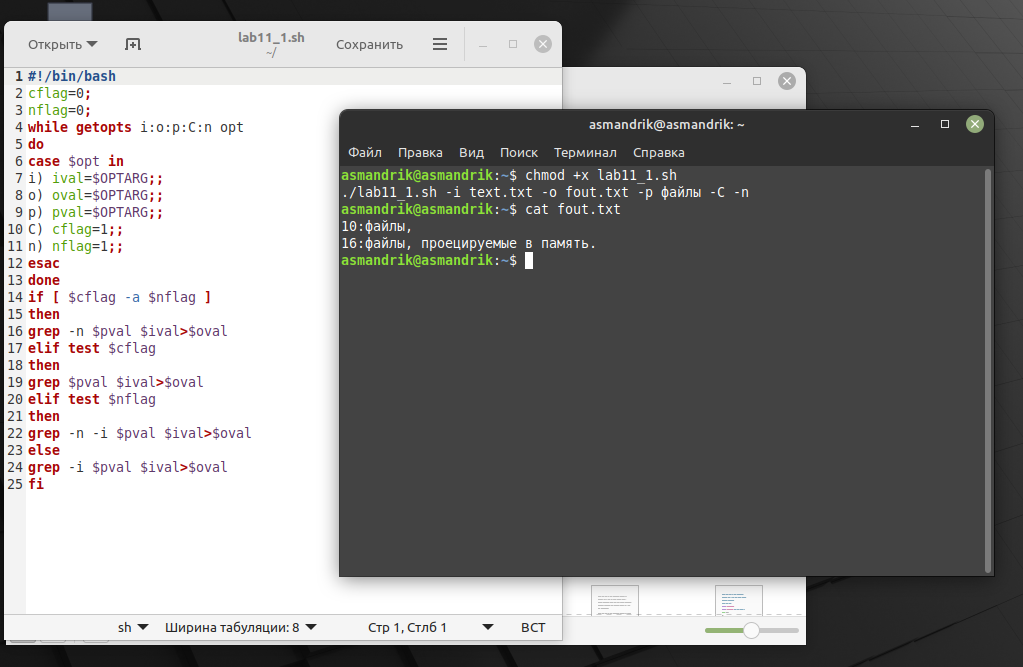 Открыть
lab11_1.sh
~/
Сохранить
1 #!/bin/bash
2 cflag=0;
3 nflag=0;
4 while getopts i:o:p:C:n opt
5 do
6 case $opt in
7 i) ival=$OPTARG;;
8 o) oval=$OPTARG;;
9 p) pval=$OPTARG;;
10 C) cflag=1;;
11 n) nflag=1;;
12 esac
13 done
14 if [ $cflag -a $nflag ]
15 then
16 grep -n $pval $ival>$oval
17 elif test $cflag
18 then
19 grep $pval $ival>$oval
20 elif test $nflag
21 then
22 grep -n -i $pval $ival>$oval
23 else
24 grep -i $pval $ival>$oval
25 fi
sh
Ширина табуляции: 8
Стр 1, Стлб 1
ВСТ
asmandrik@asmandrik: ~
Файл Правка Вид Поиск Терминал Справка
asmandrik@asmandrik:~$ chmod +x lab11_1.sh
./lab11_1.sh -i text.txt -o fout.txt -p файлы -C -n
asmandrik@asmandrik:~$ cat fout.txt
10:файлы,
16:файлы, проецируемые в память.
asmandrik@asmandrik:~$